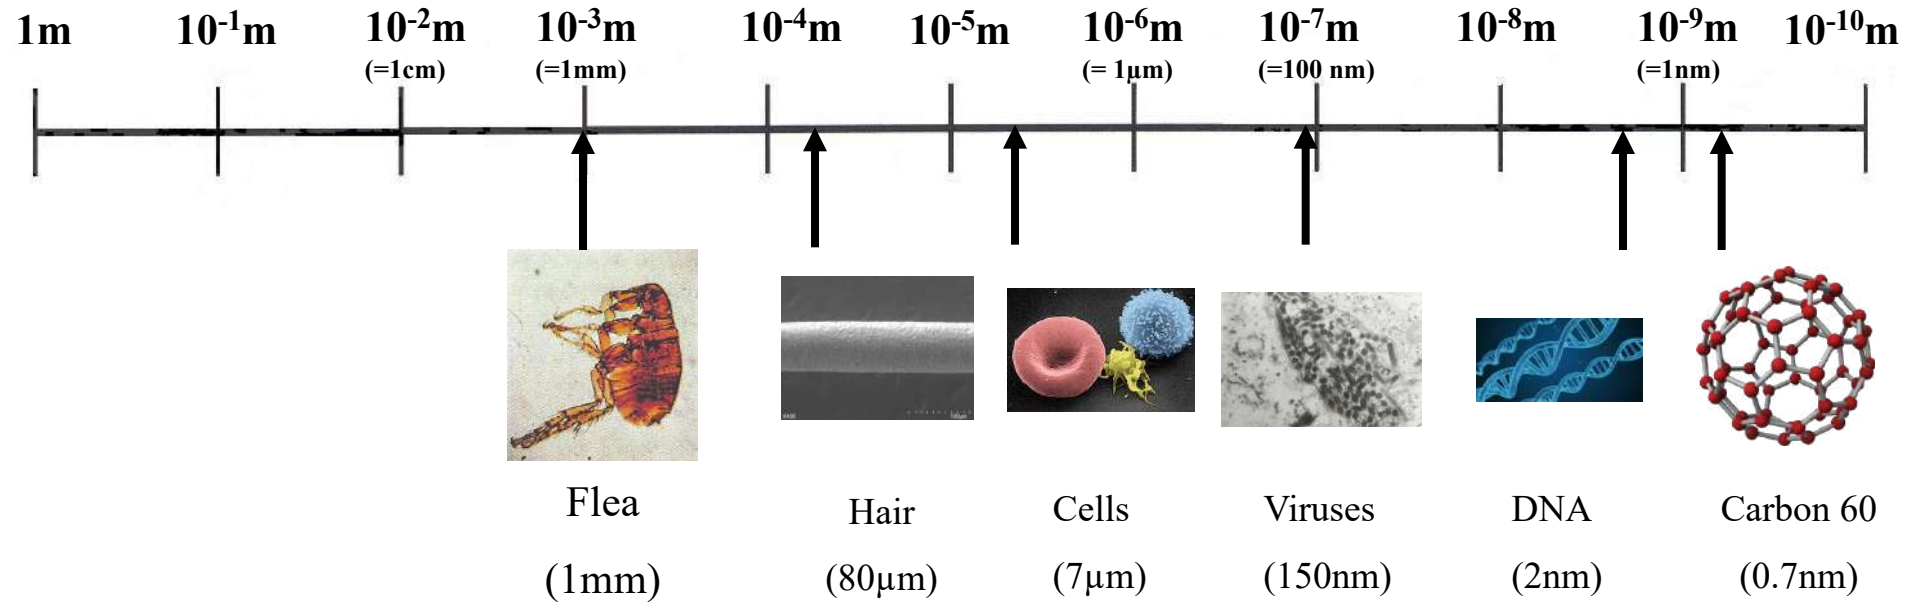 1m 10⁻¹m 10⁻²m 10⁻³m 10⁻⁴m 10⁻⁵m 10⁻⁶m 10⁻⁷m 10⁻⁸m 10⁻⁹m 10⁻¹⁰m
(=1cm) (=1mm) (= 1µm) (=100 nm) (=1nm)
Flea Hair Cells Viruses DNA Carbon 60
(1mm) (80µm) (7µm) (150nm) (2nm) (0.7nm)